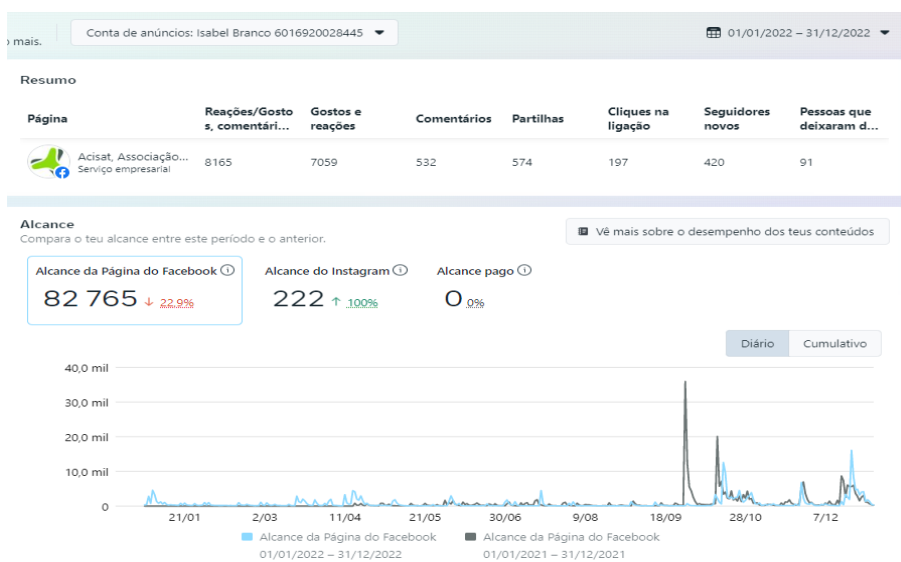 o mais.
Conta de anúncios: Isabel Branco 6016920028445
01/01/2022 – 31/12/2022
Resumo
Página
Reações/Gosto
s, comentári...
Gostos e
reações
Comentários
Partilhas
Cliques na
ligação
Seguidores
novos
Pessoas que
deixaram d...
Acisat, Associação...
Serviço empresarial
8165
7059
532
574
197
420
91
Alcance
Compara o teu alcance entre este período e o anterior.
Vê mais sobre o desempenho dos teus conteúdos
Alcance da Página do Facebook
82 765 ↓ 22.9%
Alcance do Instagram
222 ↑ 100%
Alcance pago
0 0%
Diário
Cumulativo
40,0 mil
30,0 mil
20,0 mil
10,0 mil
0
21/01 2/03 11/04 21/05 30/06 9/08 18/09 28/10 7/12
Alcance da Página do Facebook
01/01/2022 – 31/12/2022
Alcance da Página do Facebook
01/01/2021 – 31/12/2021